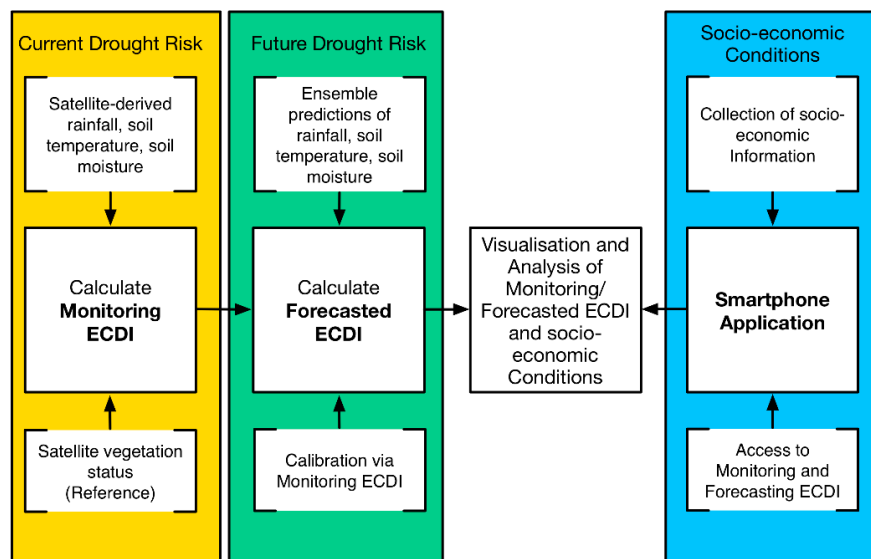 Current Drought Risk
Satellite-derived
rainfall, soil
temperature, soil
moisture
Calculate
Monitoring
ECDI
Satellite vegetation
status
(Reference)
Future Drought Risk
Ensemble
predictions of
rainfall, soil
temperature, soil
moisture
Calculate
Forecasted
ECDI
Calibration via
Monitoring ECDI
Visualisation and
Analysis of
Monitoring/
Forecasted ECDI
and socio-
economic
Conditions
Socio-economic
Conditions
Collection of socio-
economic
Information
Smartphone
Application
Access to
Monitoring and
Forecasting ECDI